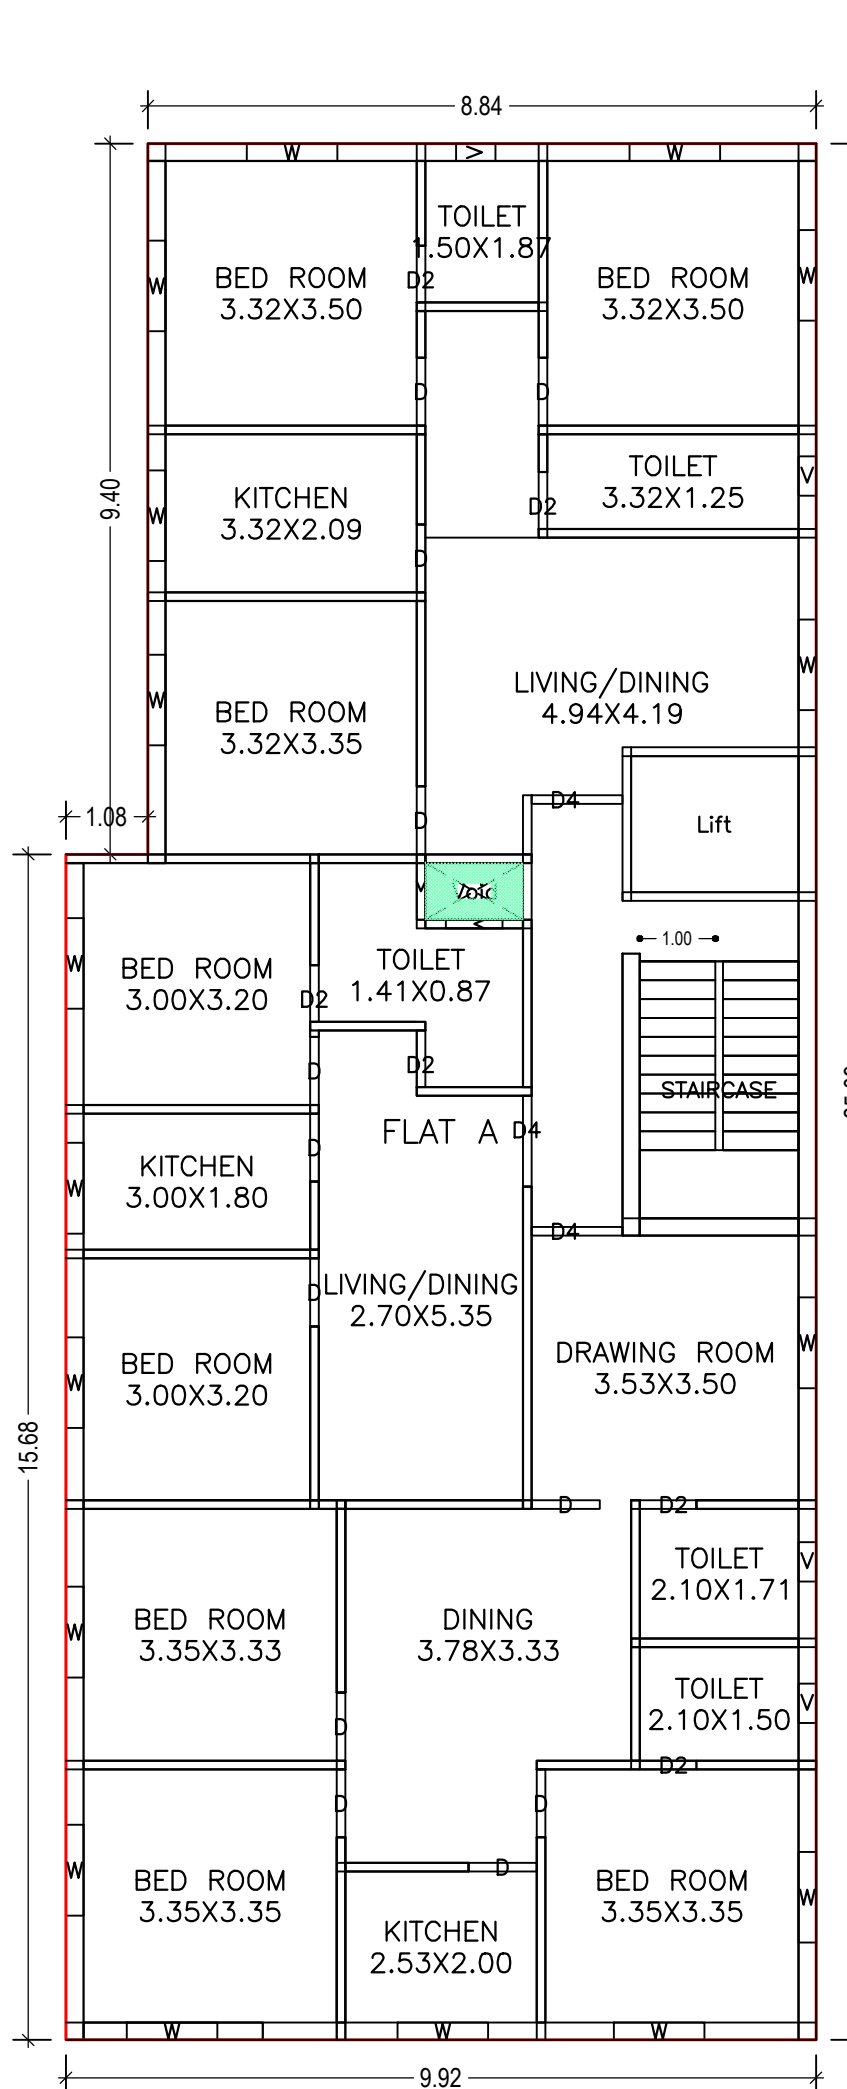 8.84
W
V
W
TOILET
1.50X1.87
W
BED ROOM
3.32X3.50
D2
BED ROOM
3.32X3.50
W
D
D
9.40
W
KITCHEN
3.32X2.09
D2
TOILET
3.32X1.25
V
D
W
BED ROOM
3.32X3.35
LIVING/DINING
4.94X4.19
W
D4
D
Lift
1.08
V
Void
V
1.00
W
BED ROOM
3.00X3.20
D2
TOILET
1.41X0.87
D
D2
STAIRCASE
FLAT A
D4
D
W
KITCHEN
3.00X1.80
D4
D
LIVING/DINING
2.70X5.35
W
BED ROOM
3.00X3.20
DRAWING ROOM
3.53X3.50
W
15.68
D
D2
TOILET
2.10X1.71
V
W
BED ROOM
3.35X3.33
DINING
3.78X3.33
TOILET
2.10X1.50
V
D
D2
D
D
W
BED ROOM
3.35X3.35
D
BED ROOM
3.35X3.35
W
KITCHEN
2.53X2.00
W
W
W
9.92